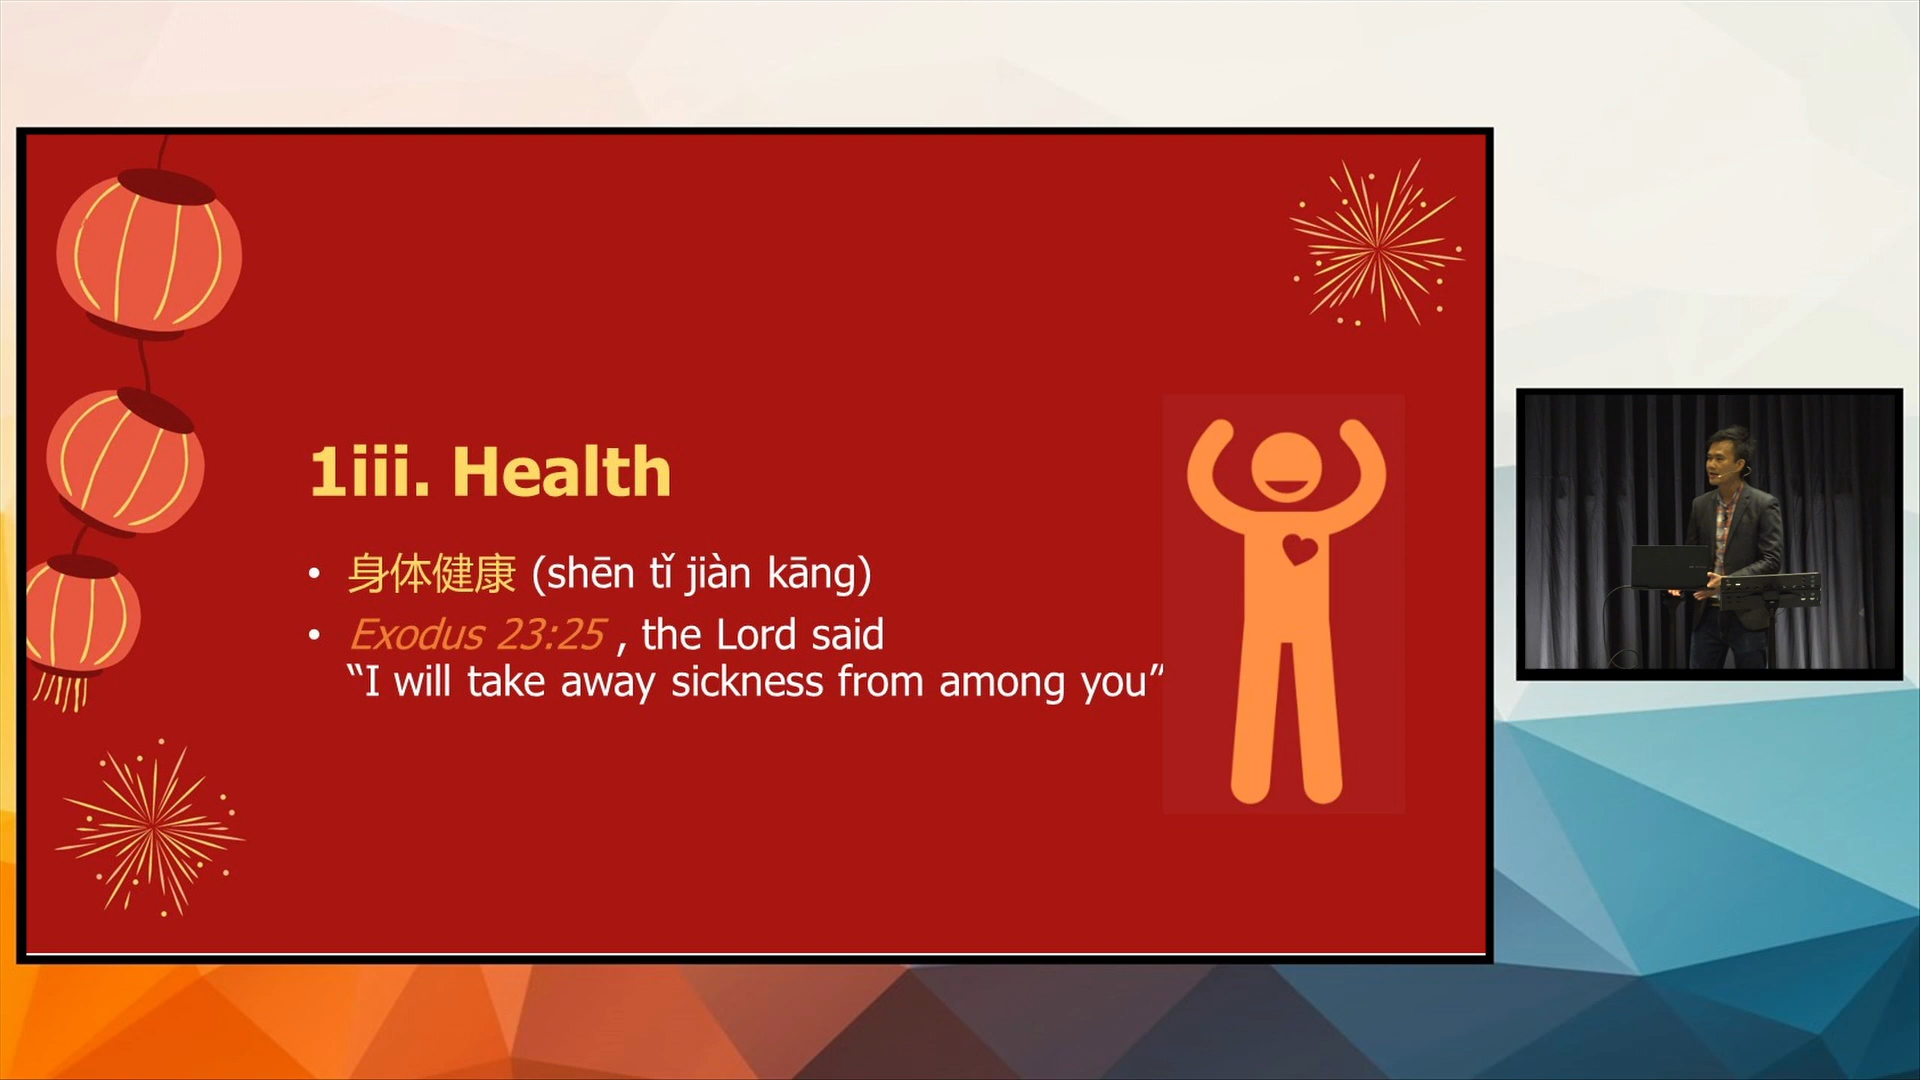 1iii. Health
• 身体健康 (shēn tǐ jiàn kāng)
• Exodus 23:25 , the Lord said
“I will take away sickness from among you”